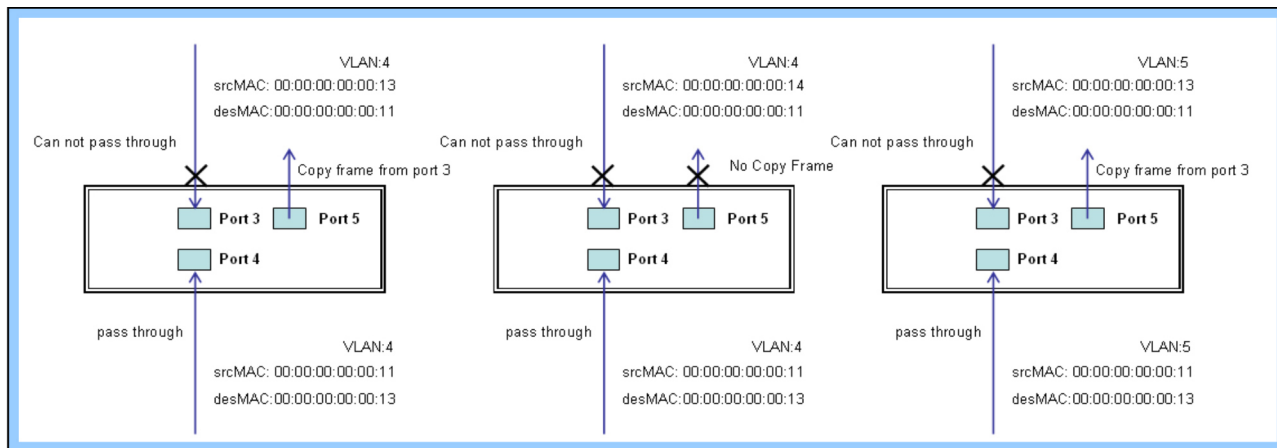 VLAN:4
srcMAC: 00:00:00:00:00:13
desMAC:00:00:00:00:00:11
Can not pass through
Copy frame from port 3
Port 3
Port 5
Port 4
pass through
VLAN:4
srcMAC: 00:00:00:00:00:11
desMAC:00:00:00:00:00:13
VLAN:4
srcMAC: 00:00:00:00:00:14
desMAC:00:00:00:00:00:11
Can not pass through
No Copy Frame
Port 3
Port 5
Port 4
pass through
VLAN:4
srcMAC: 00:00:00:00:00:11
desMAC:00:00:00:00:00:13
VLAN:5
srcMAC: 00:00:00:00:00:13
desMAC:00:00:00:00:00:11
Can not pass through
Copy frame from port 3
Port 3
Port 5
Port 4
pass through
VLAN:5
srcMAC: 00:00:00:00:00:11
desMAC:00:00:00:00:00:13